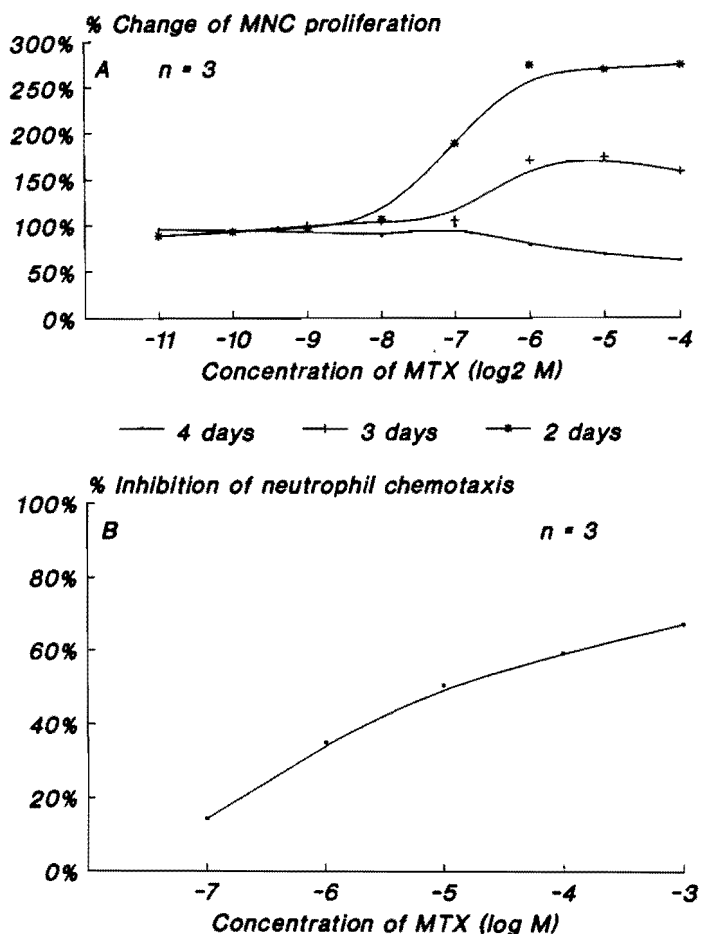 % Change of MNC proliferation
300%
A n = 3
250%
200%
150%
100%
50%
0%
-11 -10 -9 -8 -7 -6 -5 -4
Concentration of MTX (log2 M)
4 days 3 days 2 days
% Inhibition of neutrophil chemotaxis
100%
B n = 3
80%
60%
40%
20%
0%
-7 -6 -5 -4 -3
Concentration of MTX (log M)